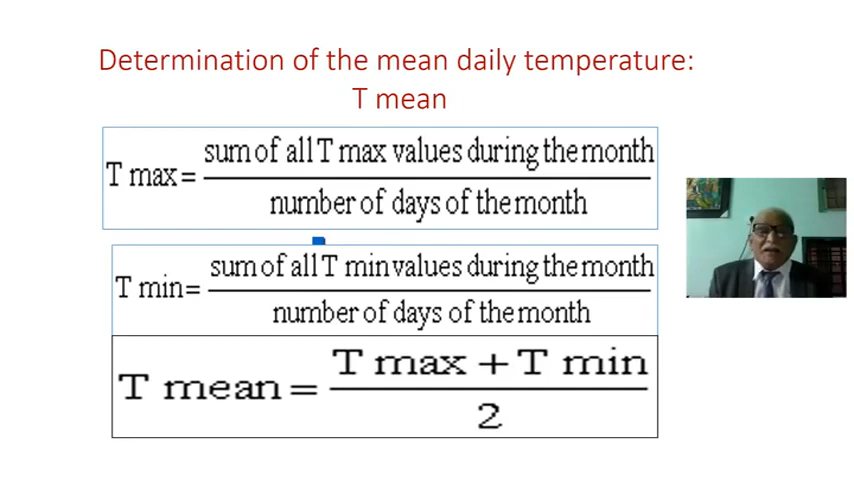 Determination of the mean daily temperature:
T mean
T max = sum of all T max values during the month
number of days of the month
T min= sum of all T min values during the month
number of days of the month
T mean = T max + T min
2